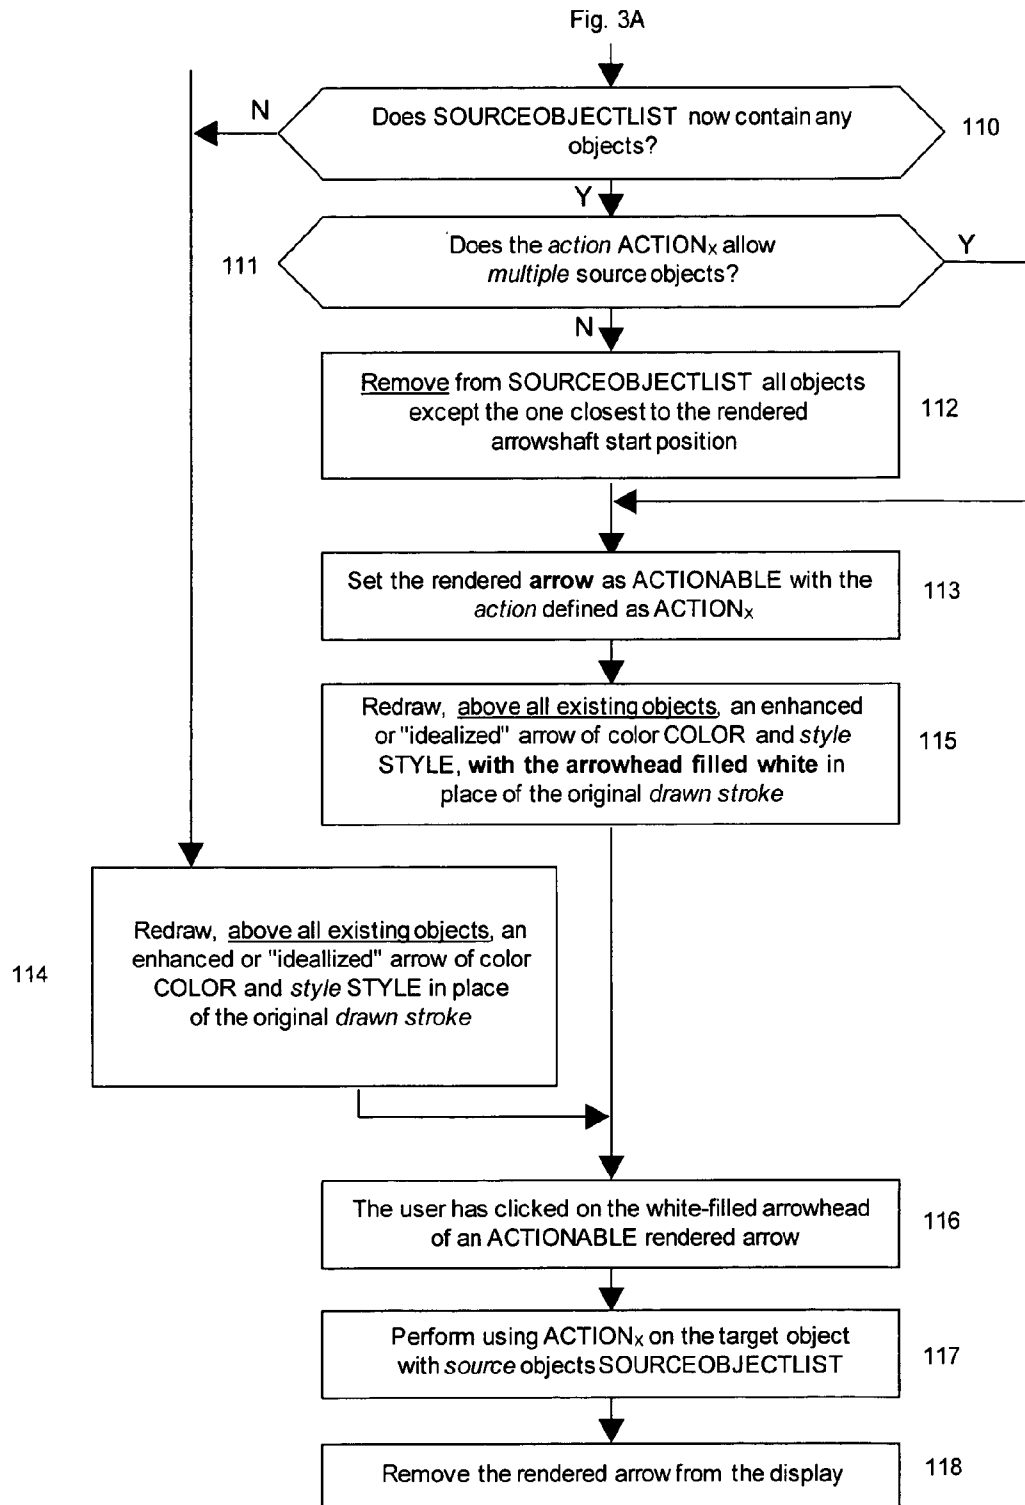 Fig. 3A
N
Does SOURCEOBJECTLIST now contain any
objects?
110
Y
111
Does the action ACTIONX allow
multiple source objects?
Y
N
Remove from SOURCEOBJECTLIST all objects
except the one closest to the rendered
arrowshaft start position
112
Set the rendered arrow as ACTIONABLE with the
action defined as ACTIONX
113
Redraw, above all existing objects, an enhanced
or "idealized" arrow of color COLOR and style
STYLE, with the arrowhead filled white in
place of the original drawn stroke
115
Redraw, above all existing objects, an
enhanced or "ideallized" arrow of color
COLOR and style STYLE in place
of the original drawn stroke
114
The user has clicked on the white-filled arrowhead
of an ACTIONABLE rendered arrow
116
Perform using ACTIONX on the target object
with source objects SOURCEOBJECTLIST
117
Remove the rendered arrow from the display
118